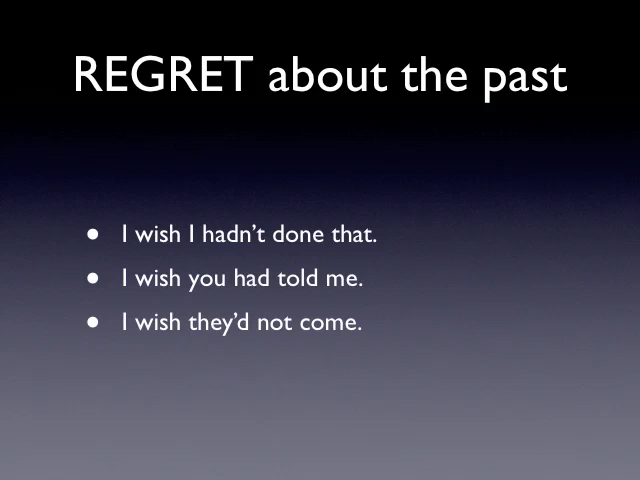 REGRET about the past
• I wish I hadn’t done that.
• I wish you had told me.
• I wish they’d not come.